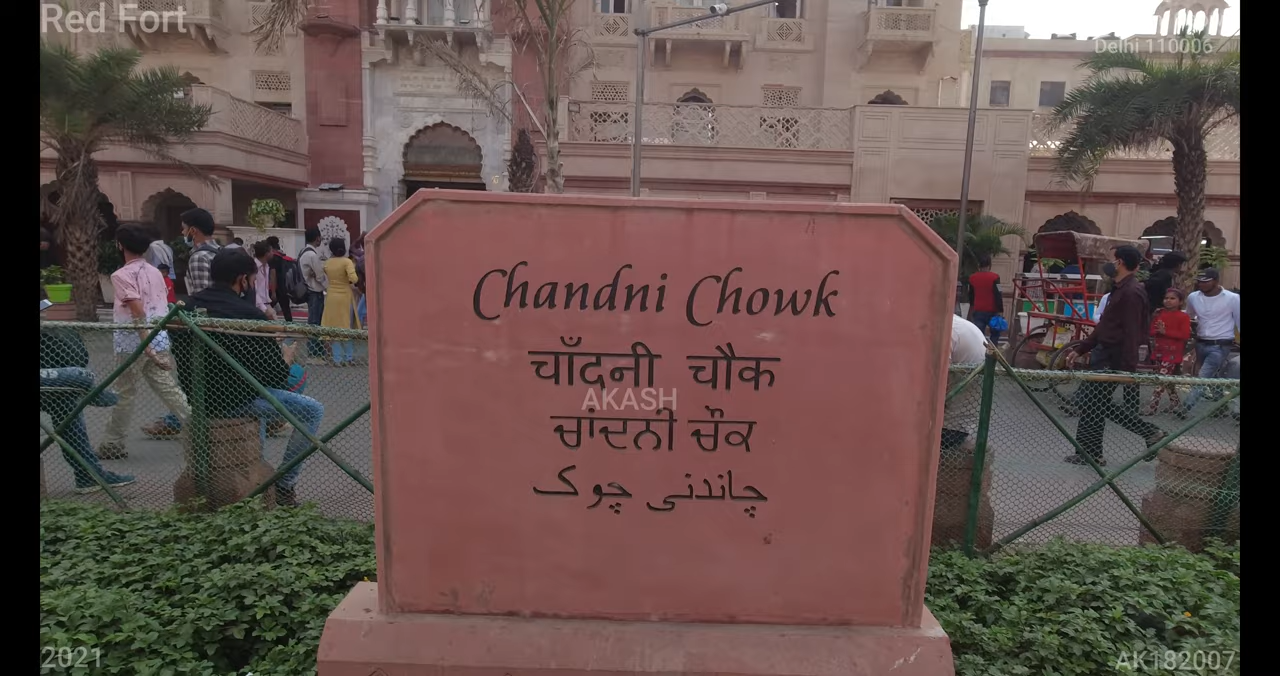 Red Fort
Delhi 110006
Chandni Chowk
चाँदनी चौक
AKASH
ਚਾਂਦਨੀ ਚੌਕ
چاندنی چوک
2021
AK182007